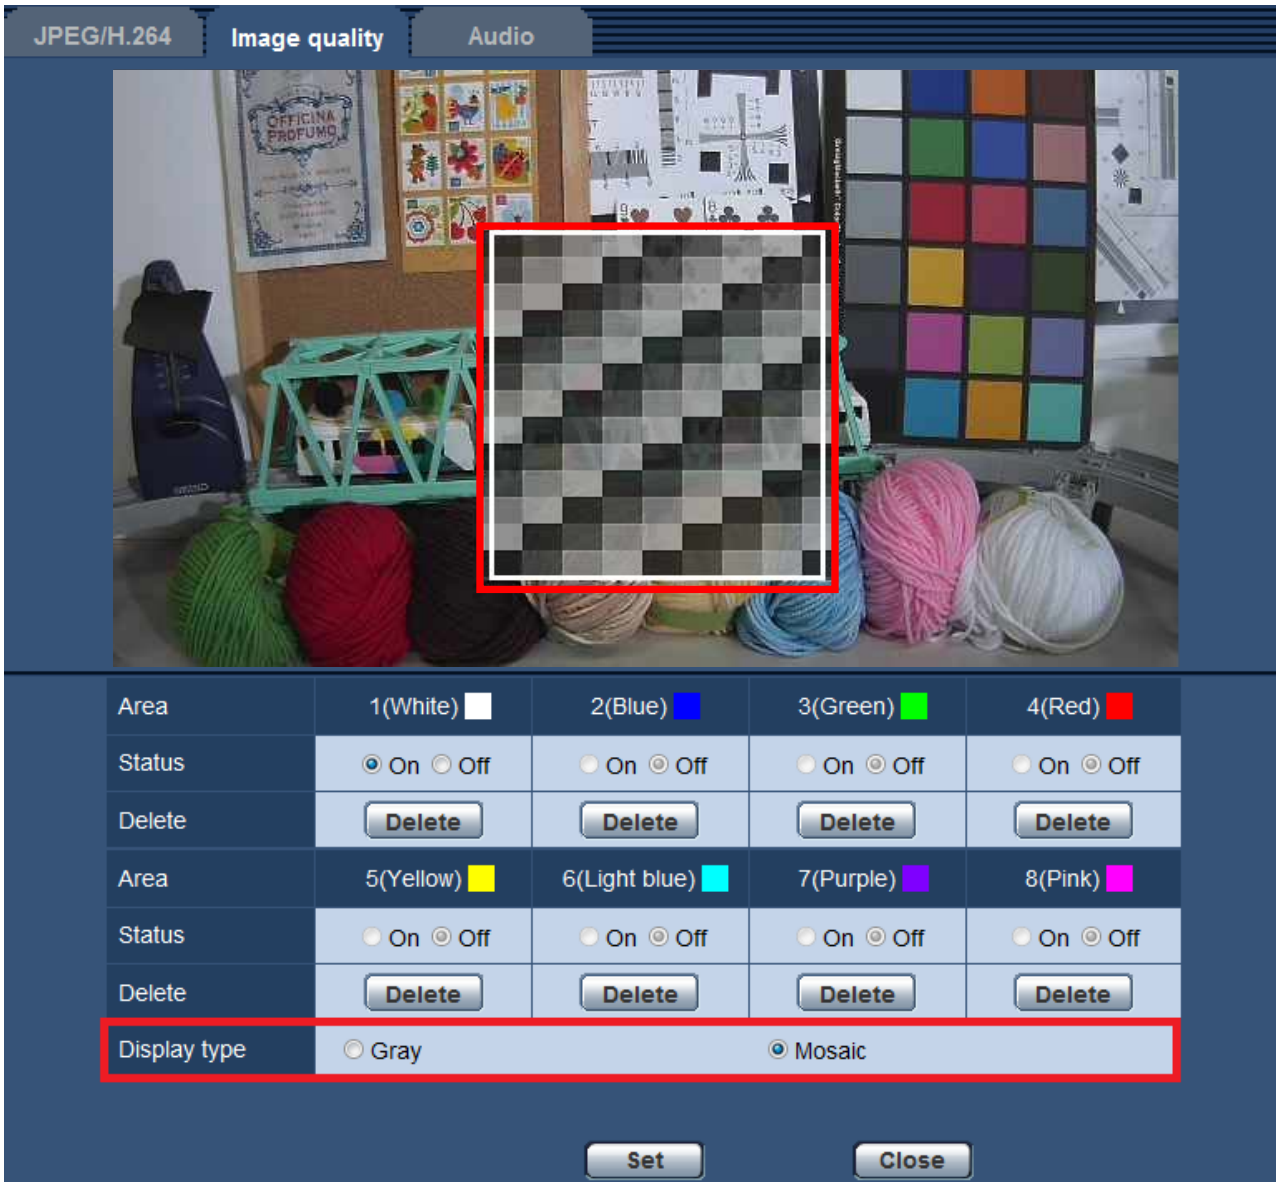 JPEG/H.264 Image quality Audio
OFFICINA
PROFUMO
9 8
SEIKO
Area 1(White) 2(Blue) 3(Green) 4(Red)
Status On Off On Off On Off On Off
Delete Delete Delete Delete Delete
Area 5(Yellow) 6(Light blue) 7(Purple) 8(Pink)
Status On Off On Off On Off On Off
Delete Delete Delete Delete Delete
Display type Gray Mosaic
Set Close